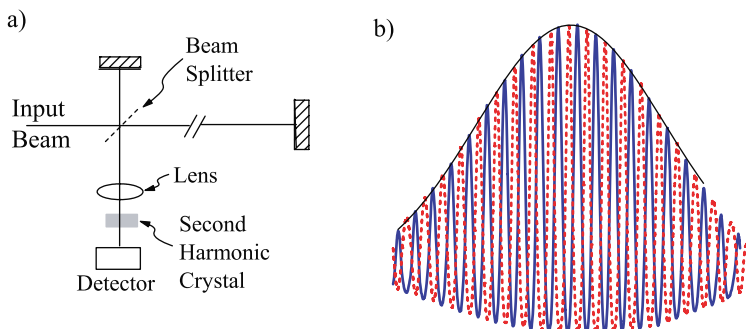 a)
Beam
Splitter
Input
Beam
Lens
Second
Harmonic
Crystal
Detector
b)